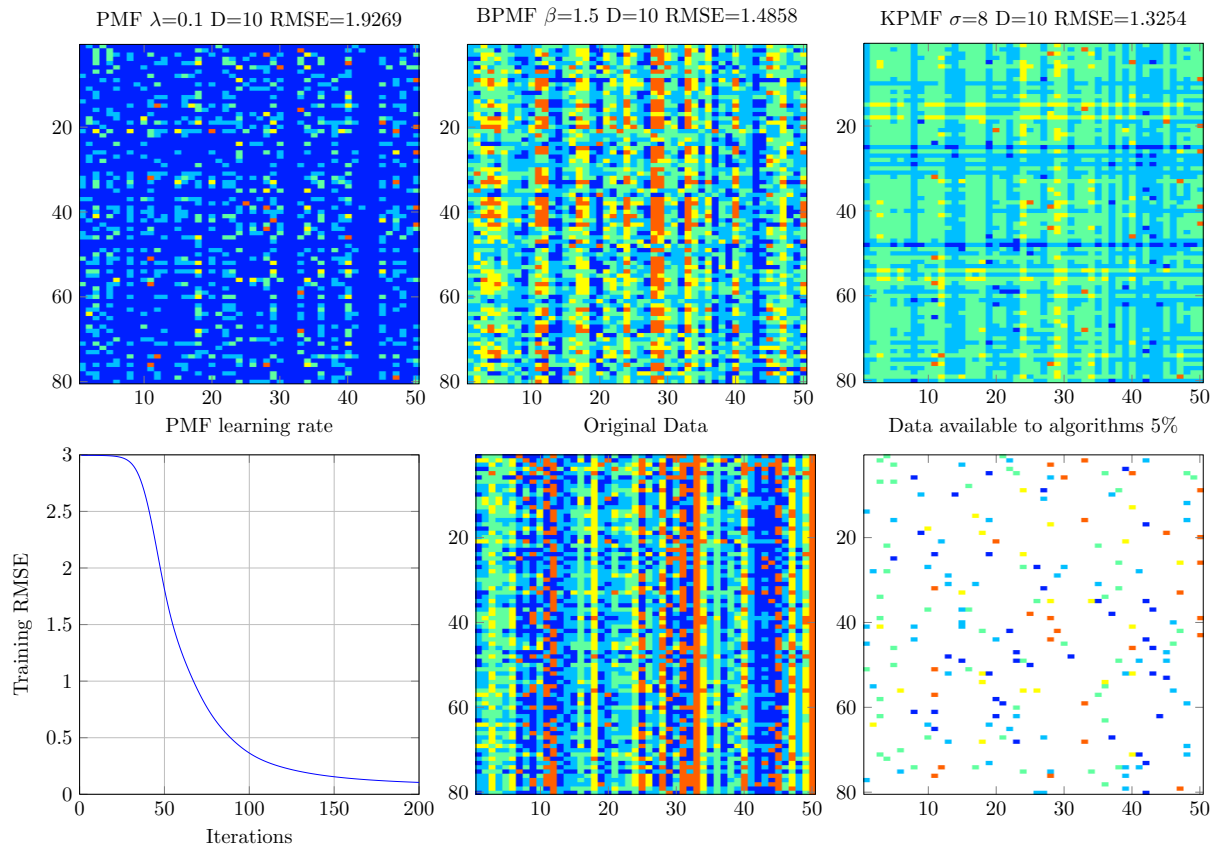 PMF λ=0.1 D=10 RMSE=1.9269
20
40
60
80
10 20 30 40 50
BPMF β=1.5 D=10 RMSE=1.4858
20
40
60
80
10 20 30 40 50
KPMF σ=8 D=10 RMSE=1.3254
20
40
60
80
10 20 30 40 50
PMF learning rate
3
2.5
2
1.5
1
0.5
0
0 50 100 150 200
Training RMSE
Iterations
Original Data
20
40
60
80
10 20 30 40 50
Data available to algorithms 5%
20
40
60
80
10 20 30 40 50